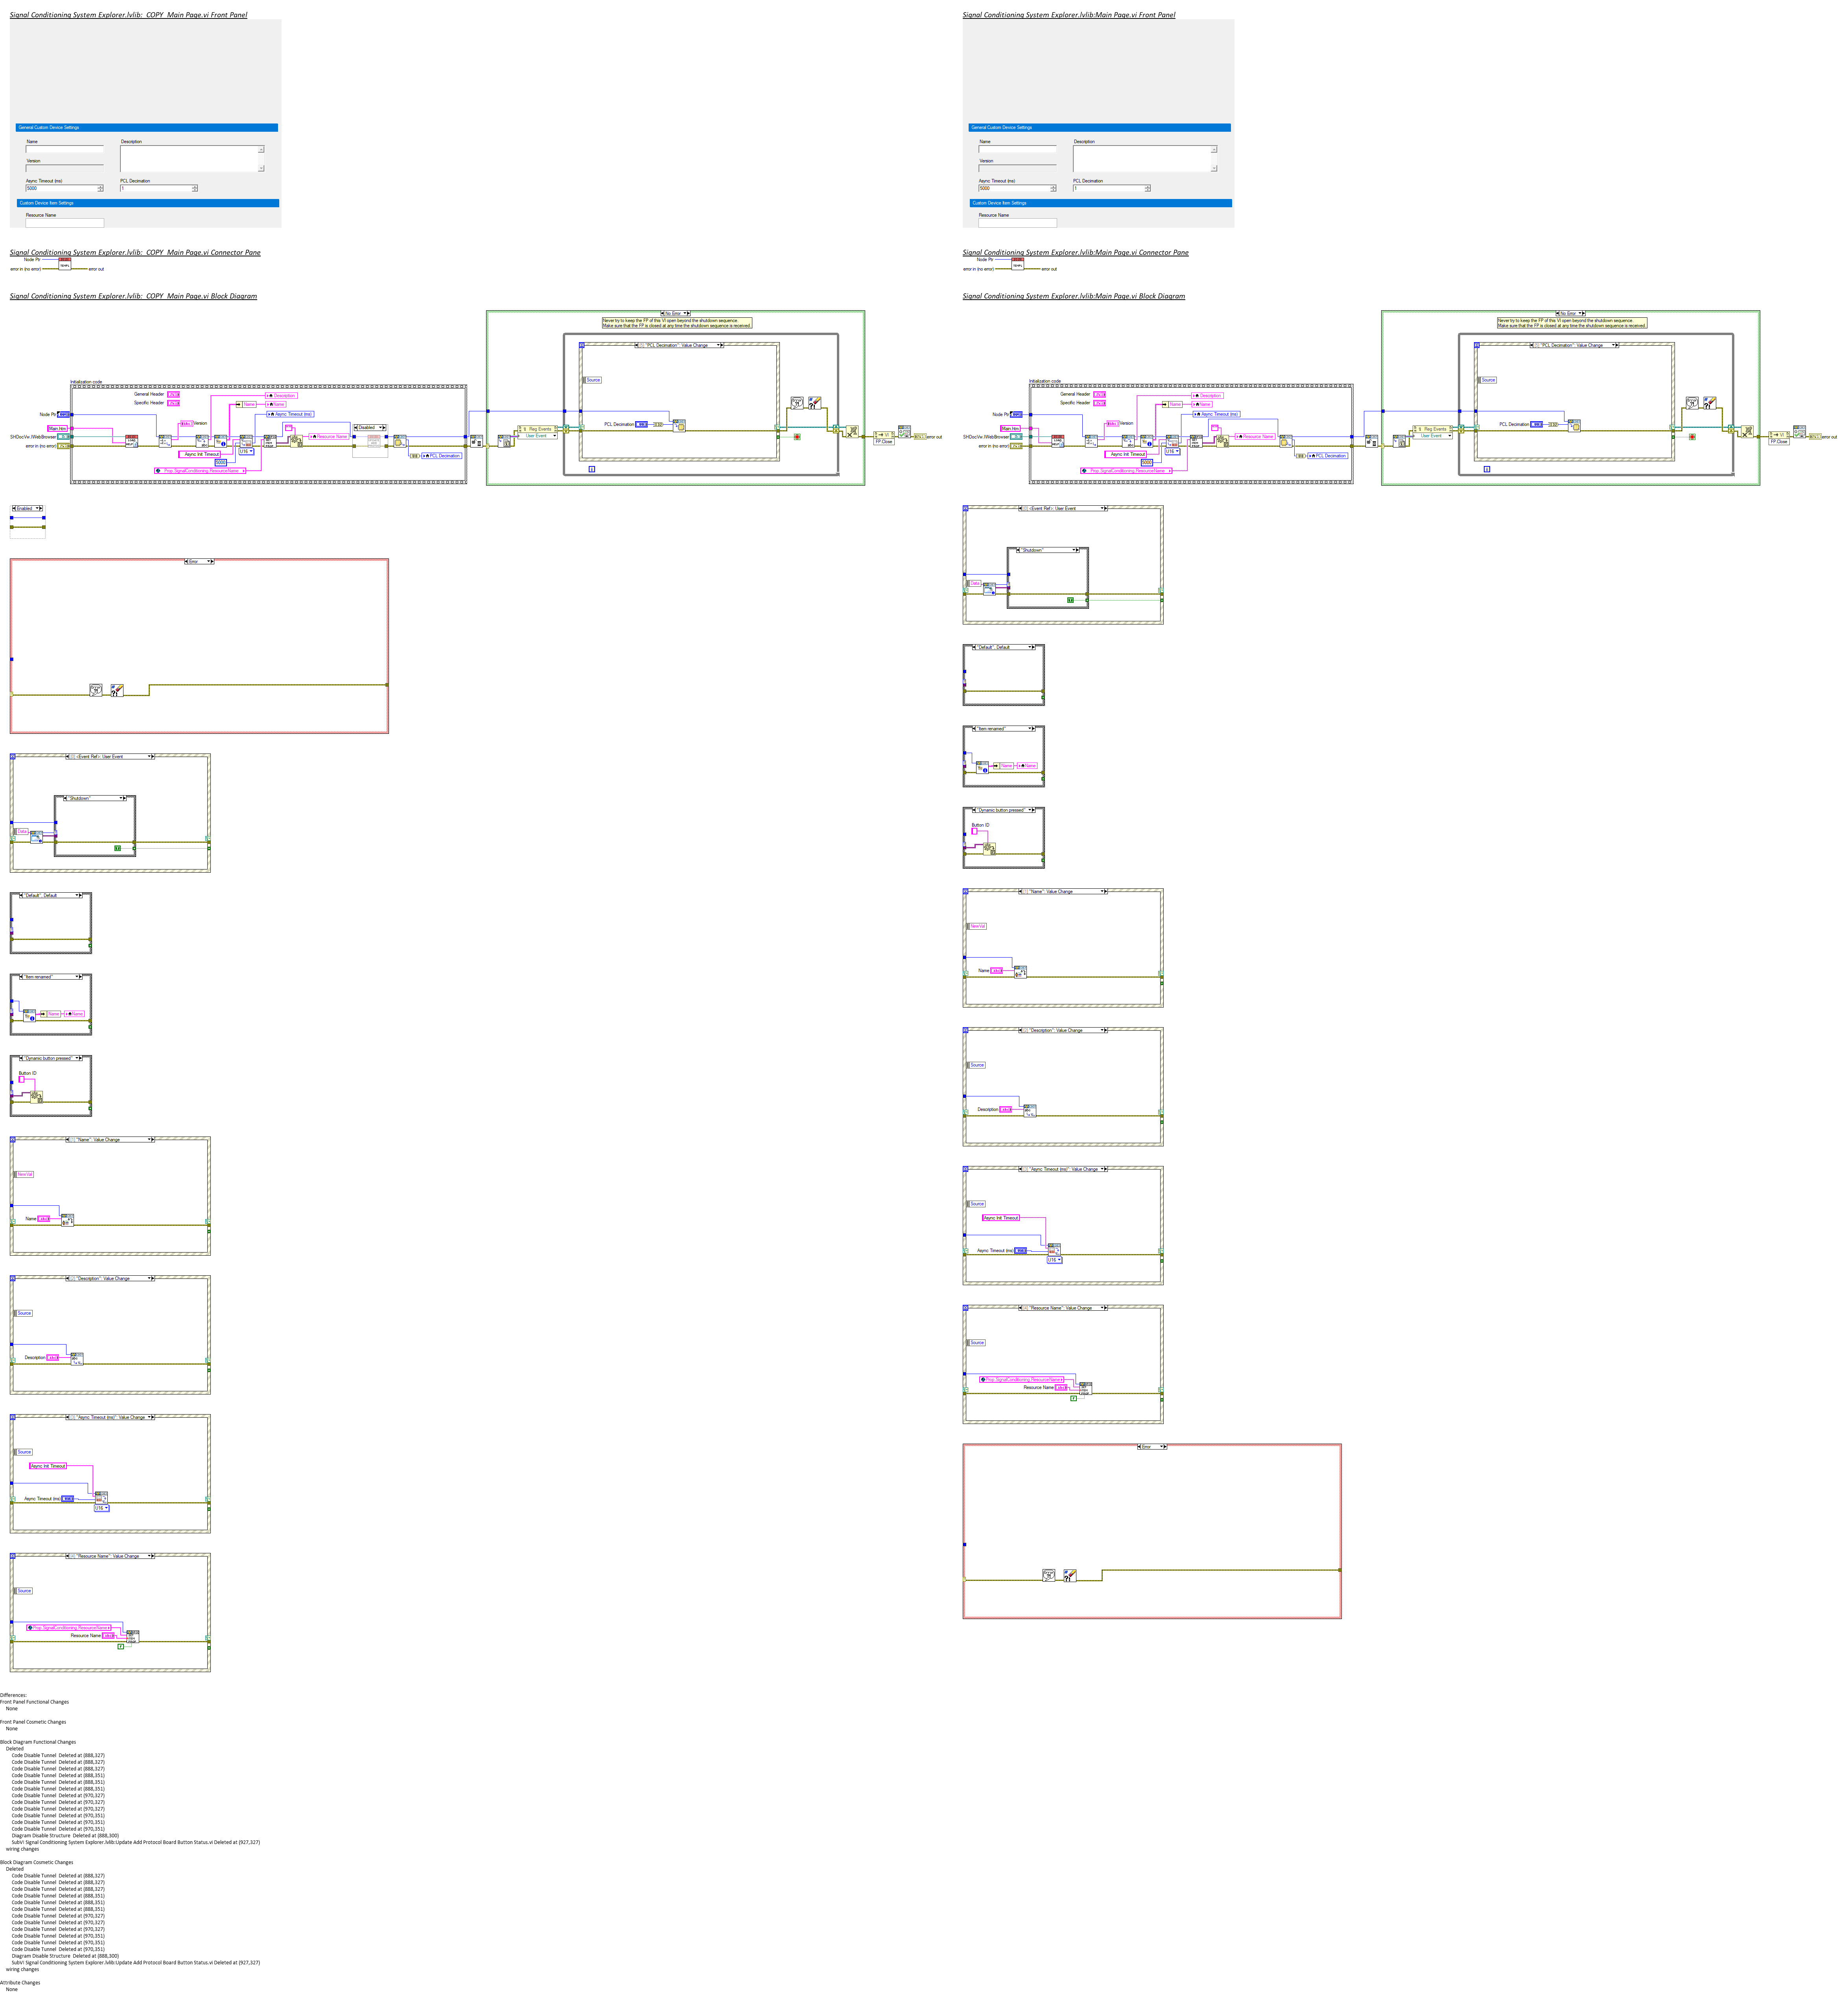 Signal Conditioning System Explorer.lvlib:_COPY_Main Page.vi Front Panel
General Custom Device Settings
Name
Description
Version
Async Timeout (ms)
PCL Decimation
5000
1
Custom Device Item Settings
Resource Name
Signal Conditioning System Explorer.lvlib:_COPY_Main Page.vi Connector Pane
Node Ptr
error in (no error)
error out
Signal Conditioning System Explorer.lvlib:_COPY_Main Page.vi Block Diagram
No Error
Never try to keep the FP of this VI open beyond the shutdown sequence.
Make sure that the FP is closed at any time the shutdown sequence is received.
"PCL Decimation": Value Change
Source
Initialization code
General Header
Specific Header
Description
Name
Name
Async Timeout (ms)
Node Ptr
Main.htm
Version
SHDocVw.IWebBrowser
error in (no error)
Async Init Timeout
U16
5000
Prop: SignalConditioning.ResourceName
Resource Name
Disabled
PCL Decimation
Reg Events
User Event
PCL Decimation
VI
FP.Close
error out
Enabled
Error
<Event Ref>: User Event
"Shutdown"
Data
"Default", Default
"Item renamed"
Name
Name
"Dynamic button pressed"
Button ID
"Name": Value Change
NewVal
Name
"Description": Value Change
Source
Description
"Async Timeout (ms)": Value Change
Source
Async Init Timeout
Async Timeout (ms)
U16
"Resource Name": Value Change
Source
Prop: SignalConditioning.ResourceName
Resource Name
Signal Conditioning System Explorer.lvlib:Main Page.vi Front Panel
General Custom Device Settings
Name
Description
Version
Async Timeout (ms)
PCL Decimation
5000
1
Custom Device Item Settings
Resource Name
Signal Conditioning System Explorer.lvlib:Main Page.vi Connector Pane
Node Ptr
error in (no error)
error out
Signal Conditioning System Explorer.lvlib:Main Page.vi Block Diagram
No Error
Never try to keep the FP of this VI open beyond the shutdown sequence.
Make sure that the FP is closed at any time the shutdown sequence is received.
"PCL Decimation": Value Change
Source
Initialization code
General Header
Specific Header
Description
Name
Name
Async Timeout (ms)
Node Ptr
Main.htm
Version
SHDocVw.IWebBrowser
error in (no error)
Async Init Timeout
U16
5000
Prop: SignalConditioning.ResourceName
Resource Name
PCL Decimation
Reg Events
User Event
PCL Decimation
VI
FP.Close
error out
<Event Ref>: User Event
"Shutdown"
Data
"Default", Default
"Item renamed"
Name
Name
"Dynamic button pressed"
Button ID
"Name": Value Change
NewVal
Name
"Description": Value Change
Source
Description
"Async Timeout (ms)": Value Change
Source
Async Init Timeout
Async Timeout (ms)
U16
"Resource Name": Value Change
Source
Prop: SignalConditioning.ResourceName
Resource Name
Error
Differences:
Front Panel Functional Changes
None
Front Panel Cosmetic Changes
None
Block Diagram Functional Changes
Deleted
Code Disable Tunnel Deleted at (888,327)
Code Disable Tunnel Deleted at (888,327)
Code Disable Tunnel Deleted at (888,327)
Code Disable Tunnel Deleted at (888,351)
Code Disable Tunnel Deleted at (888,351)
Code Disable Tunnel Deleted at (888,351)
Code Disable Tunnel Deleted at (970,327)
Code Disable Tunnel Deleted at (970,327)
Code Disable Tunnel Deleted at (970,327)
Code Disable Tunnel Deleted at (970,351)
Code Disable Tunnel Deleted at (970,351)
Code Disable Tunnel Deleted at (970,351)
Diagram Disable Structure Deleted at (888,300)
SubVI Signal Conditioning System Explorer.lvlib:Update Add Protocol Board Button Status.vi Deleted at (927,327)
wiring changes
Block Diagram Cosmetic Changes
Deleted
Code Disable Tunnel Deleted at (888,327)
Code Disable Tunnel Deleted at (888,327)
Code Disable Tunnel Deleted at (888,327)
Code Disable Tunnel Deleted at (888,351)
Code Disable Tunnel Deleted at (888,351)
Code Disable Tunnel Deleted at (888,351)
Code Disable Tunnel Deleted at (970,327)
Code Disable Tunnel Deleted at (970,327)
Code Disable Tunnel Deleted at (970,327)
Code Disable Tunnel Deleted at (970,351)
Code Disable Tunnel Deleted at (970,351)
Code Disable Tunnel Deleted at (970,351)
Diagram Disable Structure Deleted at (888,300)
SubVI Signal Conditioning System Explorer.lvlib:Update Add Protocol Board Button Status.vi Deleted at (927,327)
wiring changes
Attribute Changes
None